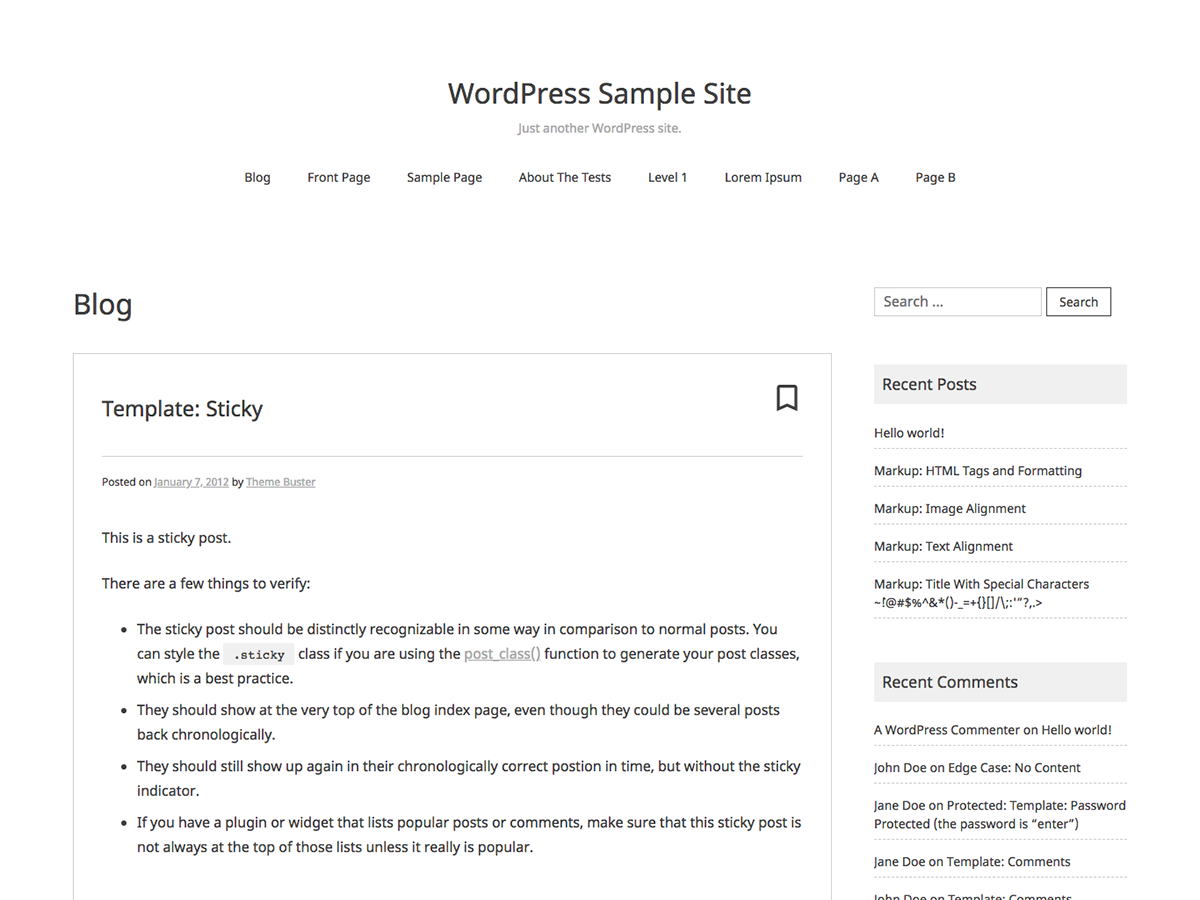 WordPress Sample Site
Just another WordPress site.
Blog Front Page Sample Page About The Tests Level 1 Lorem Ipsum Page A Page B
Blog
Template: Sticky
Posted on January 7, 2012 by Theme Buster
This is a sticky post.
There are a few things to verify:
• The sticky post should be distinctly recognizable in some way in comparison to normal posts. You
can style the .sticky class if you are using the post_class() function to generate your post classes,
which is a best practice.
• They should show at the very top of the blog index page, even though they could be several posts
back chronologically.
• They should still show up again in their chronologically correct postion in time, but without the sticky
indicator.
• If you have a plugin or widget that lists popular posts or comments, make sure that this sticky post is
not always at the top of those lists unless it really is popular.
Search ... Search
Recent Posts
Hello world!
Markup: HTML Tags and Formatting
Markup: Image Alignment
Markup: Text Alignment
Markup: Title With Special Characters
~`!@#$%^&*()-_=+{}[]/\;:'"?,.>
Recent Comments
A WordPress Commenter on Hello world!
John Doe on Edge Case: No Content
Jane Doe on Protected: Template: Password
Protected (the password is “enter”)
Jane Doe on Template: Comments
John Doe on Template: Comments